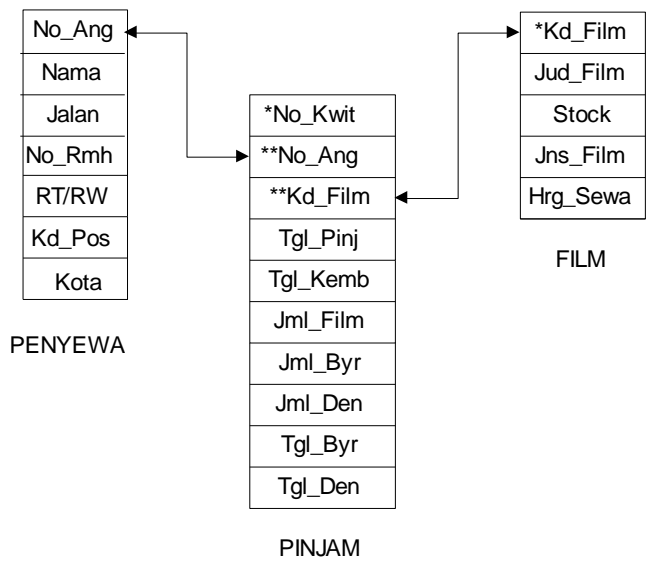 No_Ang
Nama
Jalan
No_Rmh
RT/RW
Kd_Pos
Kota
PENYEWA
*No_Kwit
**No_Ang
**Kd_Film
Tgl_Pinj
Tgl_Kemb
Jml_Film
Jml_Byr
Jml_Den
Tgl_Byr
Tgl_Den
PINJAM
*Kd_Film
Jud_Film
Stock
Jns_Film
Hrg_Sewa
FILM